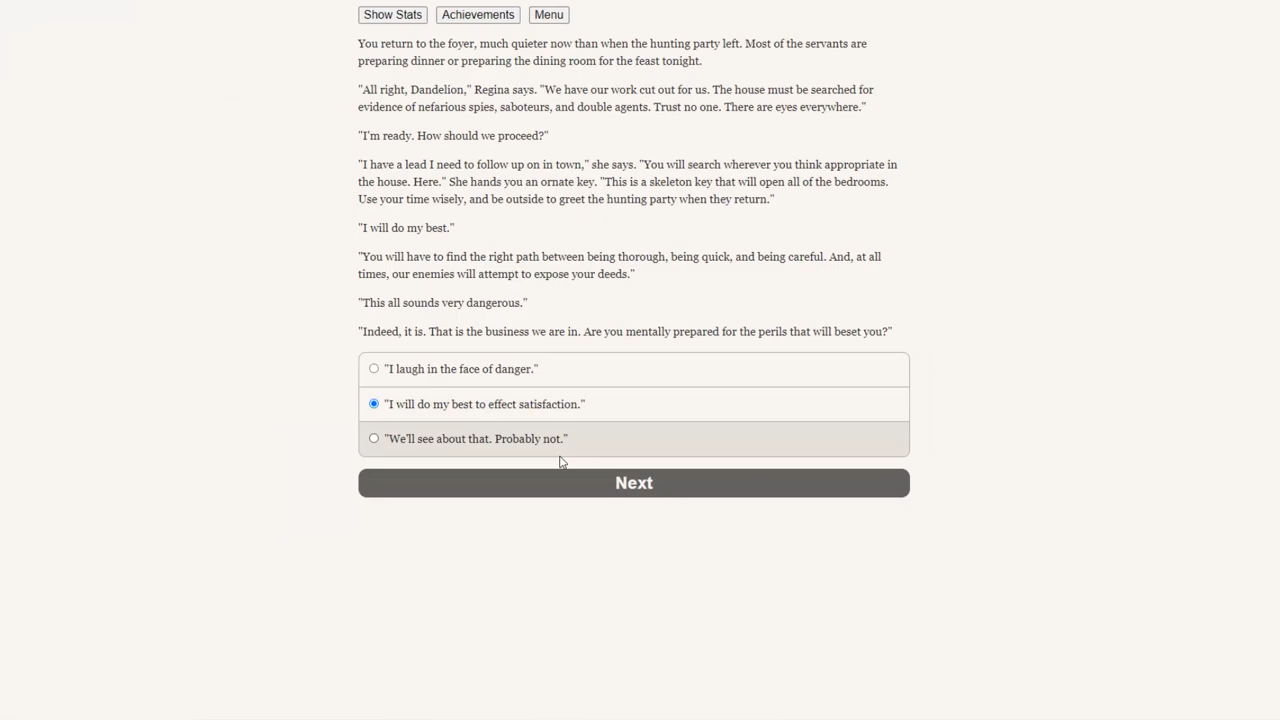 Show Stats Achievements Menu
You return to the foyer, much quieter now than when the hunting party left. Most of the servants are
preparing dinner or preparing the dining room for the feast tonight.
"All right, Dandelion," Regina says. "We have our work cut out for us. The house must be searched for
evidence of nefarious spies, saboteurs, and double agents. Trust no one. There are eyes everywhere."
"I'm ready. How should we proceed?"
"I have a lead I need to follow up on in town," she says. "You will search wherever you think appropriate in
the house. Here." She hands you an ornate key. "This is a skeleton key that will open all of the bedrooms.
Use your time wisely, and be outside to greet the hunting party when they return."
"I will do my best."
"You will have to find the right path between being thorough, being quick, and being careful. And, at all
times, our enemies will attempt to expose your deeds."
"This all sounds very dangerous."
"Indeed, it is. That is the business we are in. Are you mentally prepared for the perils that will beset you?"
"I laugh in the face of danger."
"I will do my best to effect satisfaction."
"We'll see about that. Probably not."
Next